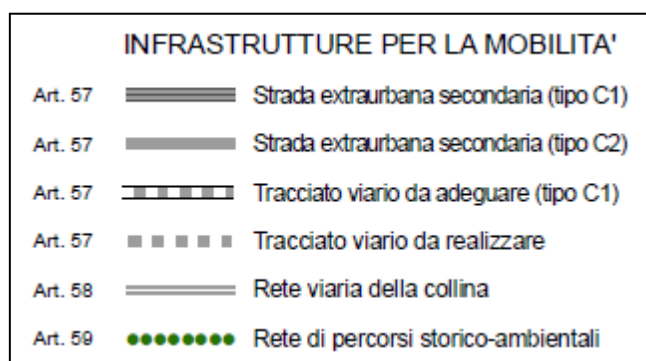 INFRASTRUTTURE PER LA MOBILITA'
Art. 57 Strada extraurbana secondaria (tipo C1)
Art. 57 Strada extraurbana secondaria (tipo C2)
Art. 57 Tracciato viario da adeguare (tipo C1)
Art. 57 Tracciato viario da realizzare
Art. 58 Rete viaria della collina
Art. 59 Rete di percorsi storico-ambientali